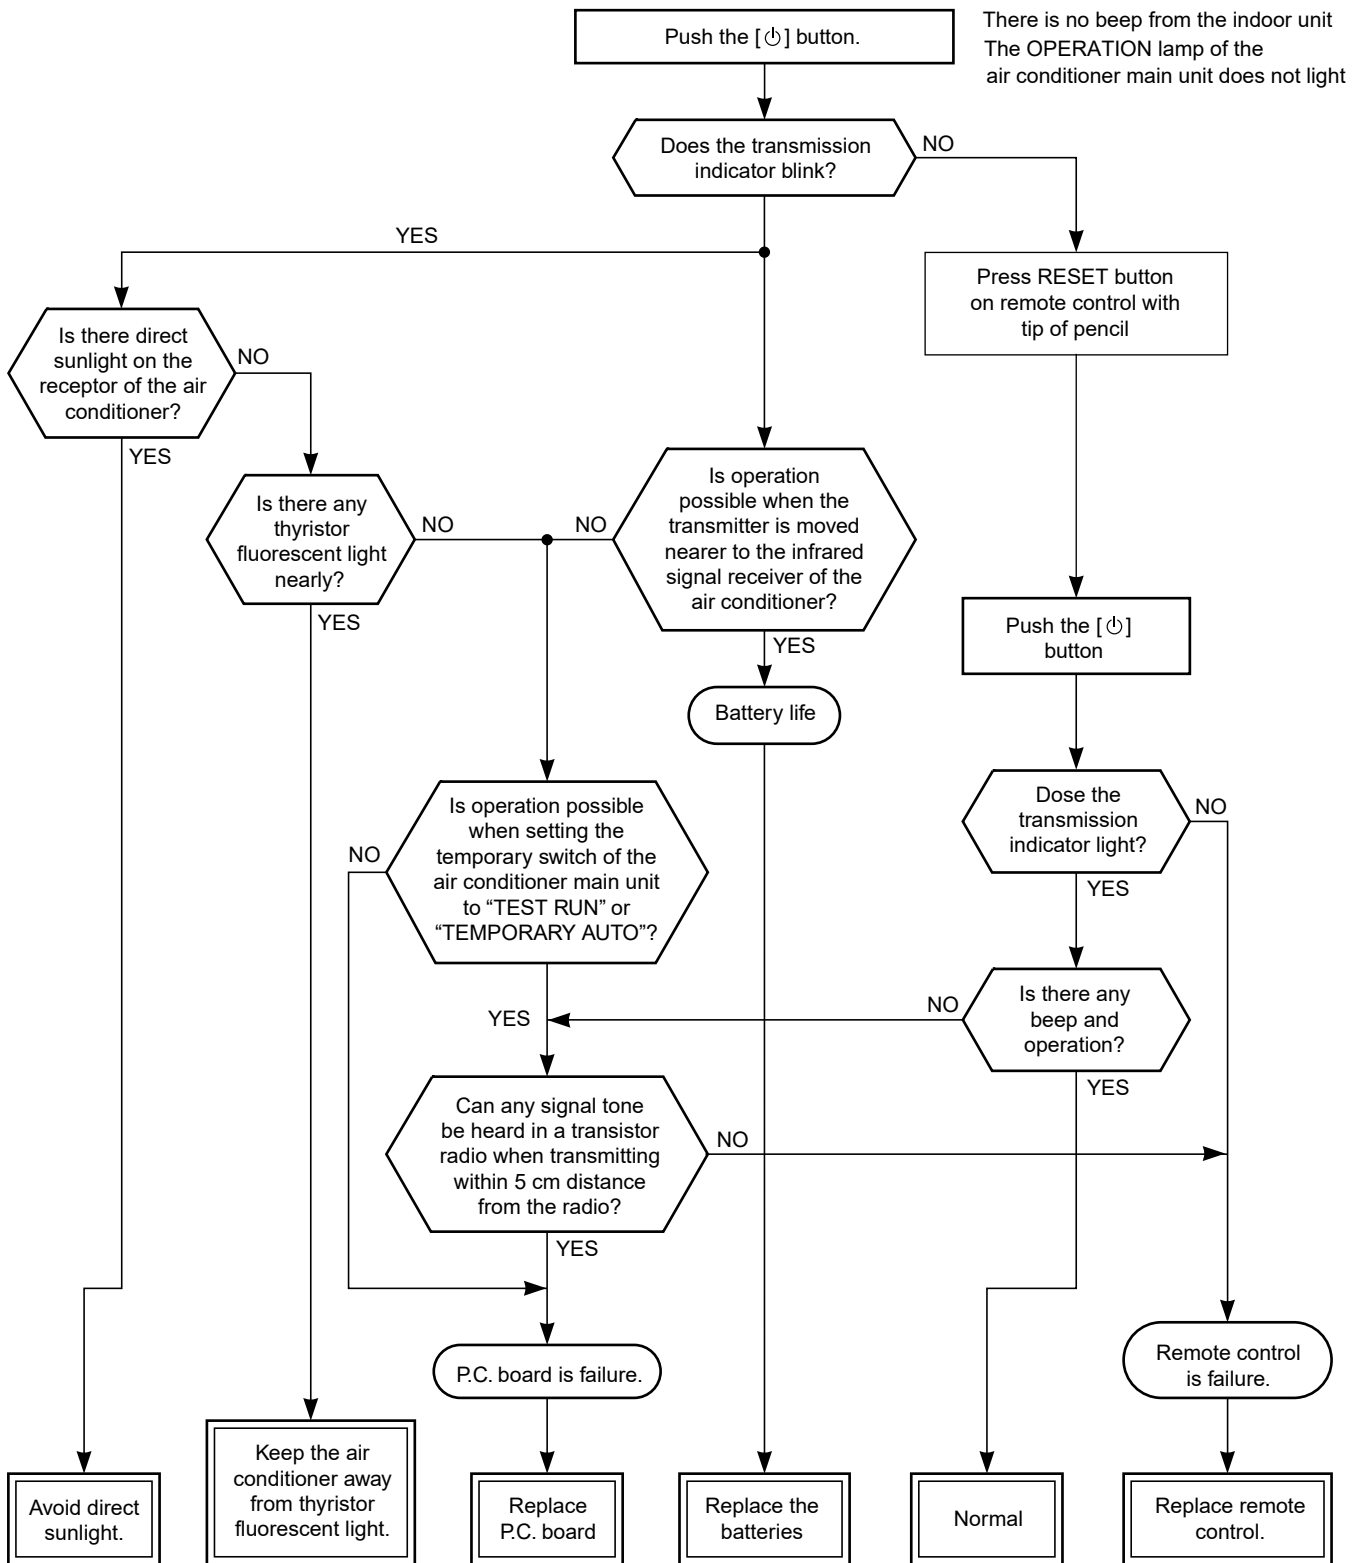 Push the [⏻] button.
There is no beep from the indoor unit
The OPERATION lamp of the
air conditioner main unit does not light
Does the transmission
indicator blink?
NO
YES
Press RESET button
on remote control with
tip of pencil
Is there direct
sunlight on the
receptor of the air
conditioner?
NO
YES
Is there any
thyristor
fluorescent light
nearly?
NO
YES
Is operation
possible when the
transmitter is moved
nearer to the infrared
signal receiver of the
air conditioner?
NO
YES
Push the [⏻]
button
Battery life
Is operation possible
when setting the
temporary switch of the
air conditioner main unit
to “TEST RUN” or
“TEMPORARY AUTO”?
NO
YES
Dose the
transmission
indicator light?
NO
YES
Is there any
beep and
operation?
NO
YES
Can any signal tone
be heard in a transistor
radio when transmitting
within 5 cm distance
from the radio?
NO
YES
P.C. board is failure.
Remote control
is failure.
Avoid direct
sunlight.
Keep the air
conditioner away
from thyristor
fluorescent light.
Replace
P.C. board
Replace the
batteries
Normal
Replace remote
control.